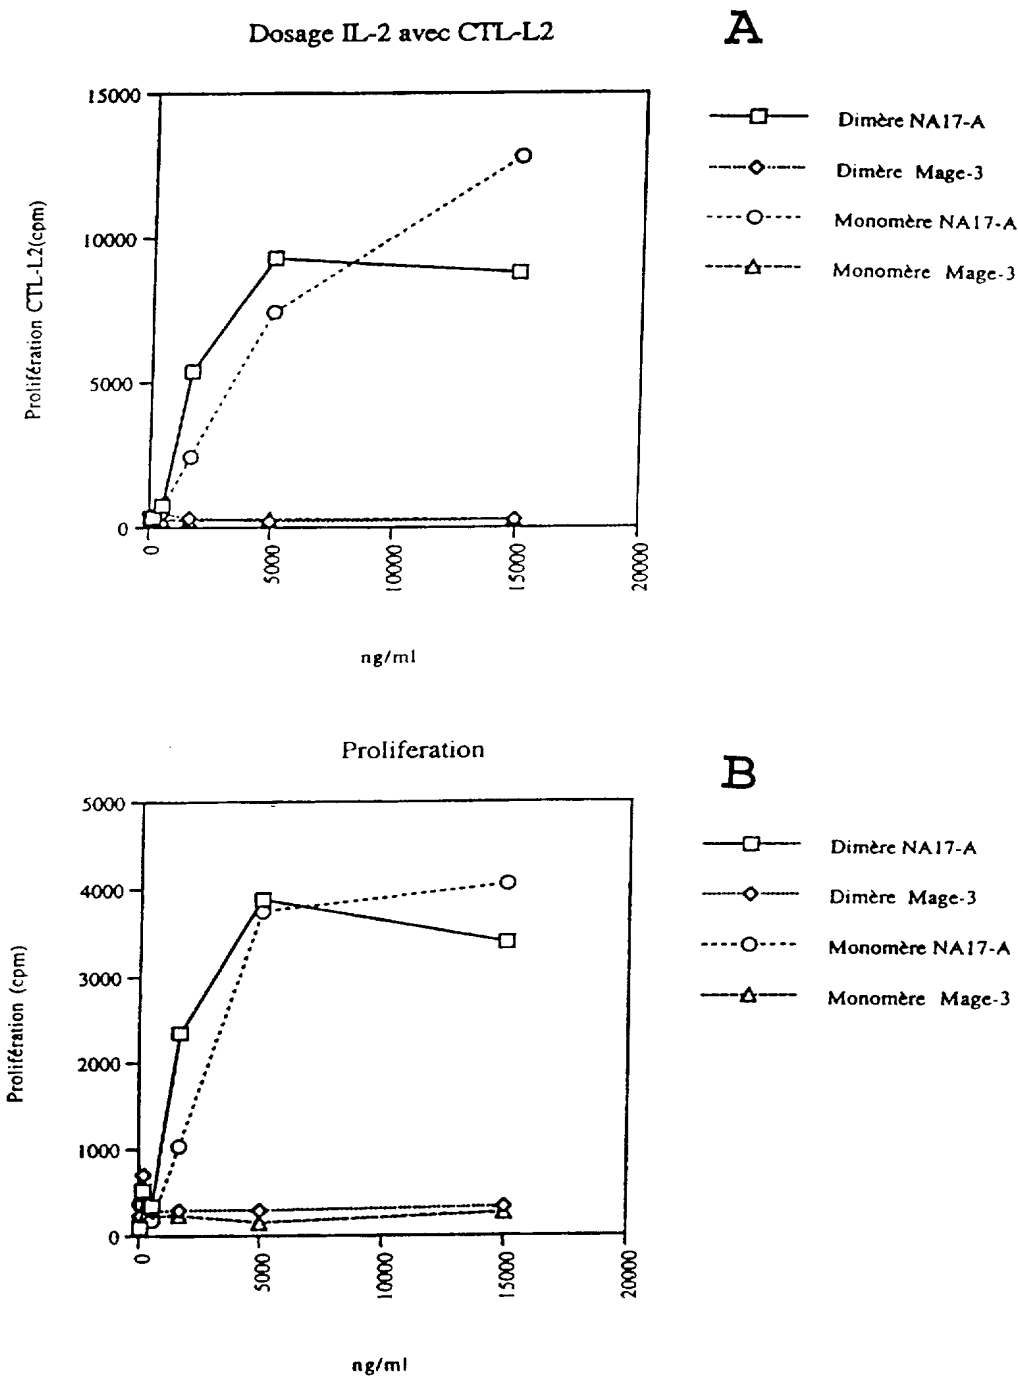 Dosage IL-2 avec CTL-L2
A
15000
10000
5000
0
Prolifération CTL-L2(cpm)
0
5000
10000
15000
20000
ng/ml
Dimère NA17-A
Dimère Mage-3
Monomère NA17-A
Monomère Mage-3
Proliferation
B
5000
4000
3000
2000
1000
0
Prolifération (cpm)
0
5000
10000
15000
20000
ng/ml
Dimère NA17-A
Dimère Mage-3
Monomère NA17-A
Monomère Mage-3